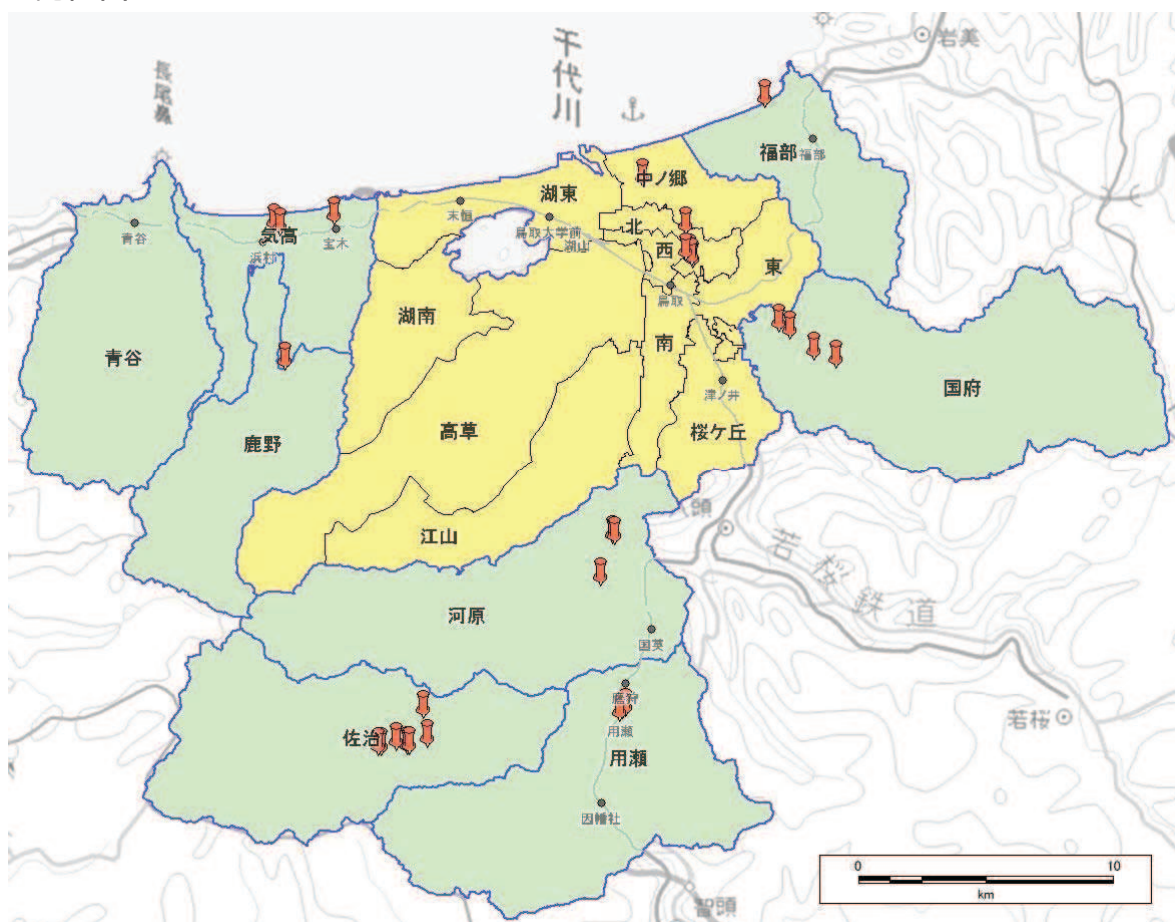 岩美
千代川
長尾鼻
福部
福部
中ノ郷
湖東
末恒
鳥取大学前
湖山
北
西
東
青谷
気高
浜村
宝木
鳥取
湖南
南
青谷
国府
津ノ井
鹿野
高草
桜ケ丘
八頭
江山
若桜鉄道
河原
国英
鷹狩
佐治
用瀬
用瀬
若桜
因幡社
智頭
0
10
km